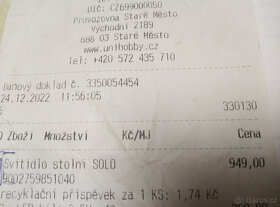 DIČ: CZ699000050
Provozovna Staré Město
Východní 2189
686 03 Staré Město
www.unihobby.cz
Tel: +420 572 435 710
Daňový doklad č. 3350054454
24.12.2022 11:56:05
330130
Zboží Množství Kč/MJ Cena
Svítidlo stolní SOLO 949,00
9002759851040
recyklační příspěvek za 1 KS: 1,74 Kč